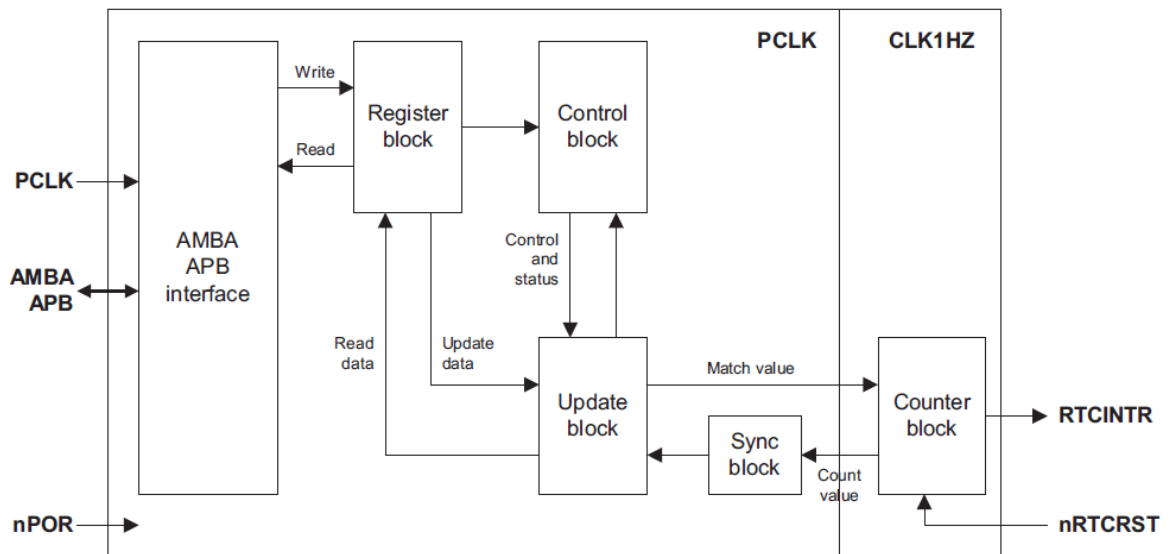 PCLK
CLK1HZ
Write
Register
block
Control
block
Read
PCLK
AMBA
APB
interface
AMBA
APB
Control
and
status
Read
data
Update
data
Match value
Update
block
Sync
block
Counter
block
RTCINTR
Count
value
nPOR
nRTCRST